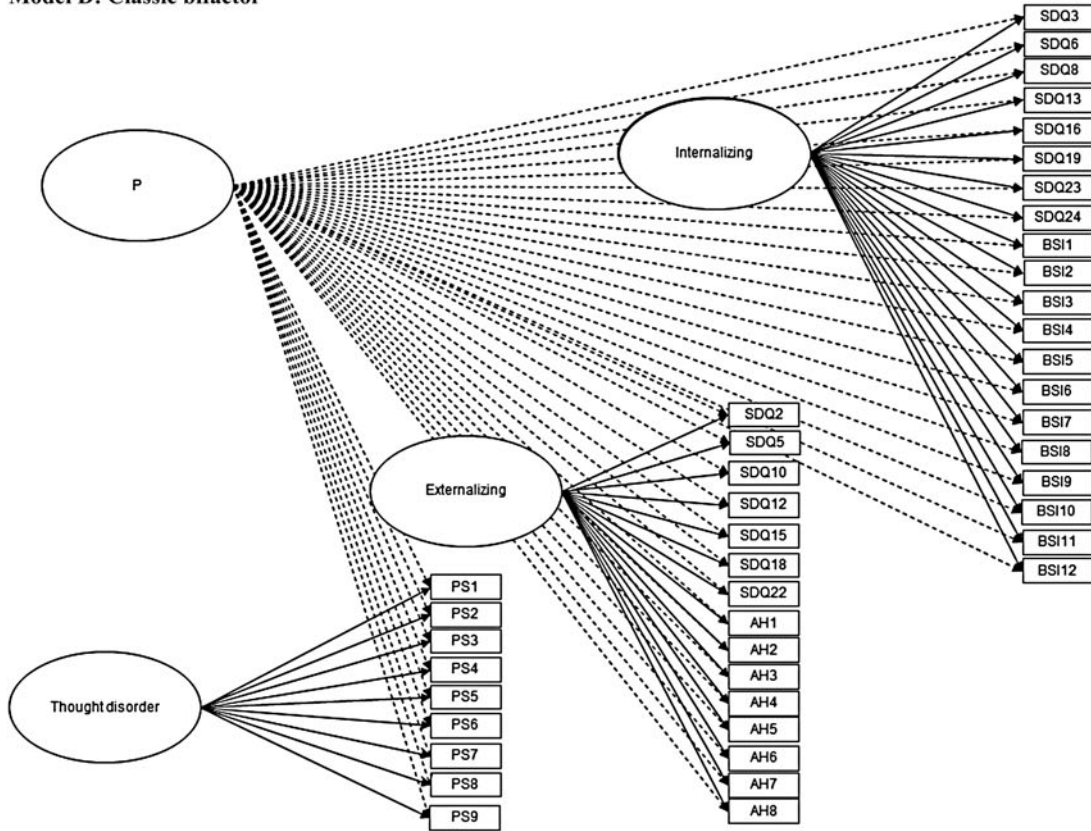 Model D: Classic bifactor
P
Internalizing
SDQ3
SDQ6
SDQ8
SDQ13
SDQ16
SDQ19
SDQ23
SDQ24
BSI1
BSI2
BSI3
BSI4
BSI5
BSI6
BSI7
BSI8
BSI9
BSI10
BSI11
BSI12
Externalizing
SDQ2
SDQ5
SDQ10
SDQ12
SDQ15
SDQ18
SDQ22
AH1
AH2
AH3
AH4
AH5
AH6
AH7
AH8
Thought disorder
PS1
PS2
PS3
PS4
PS5
PS6
PS7
PS8
PS9